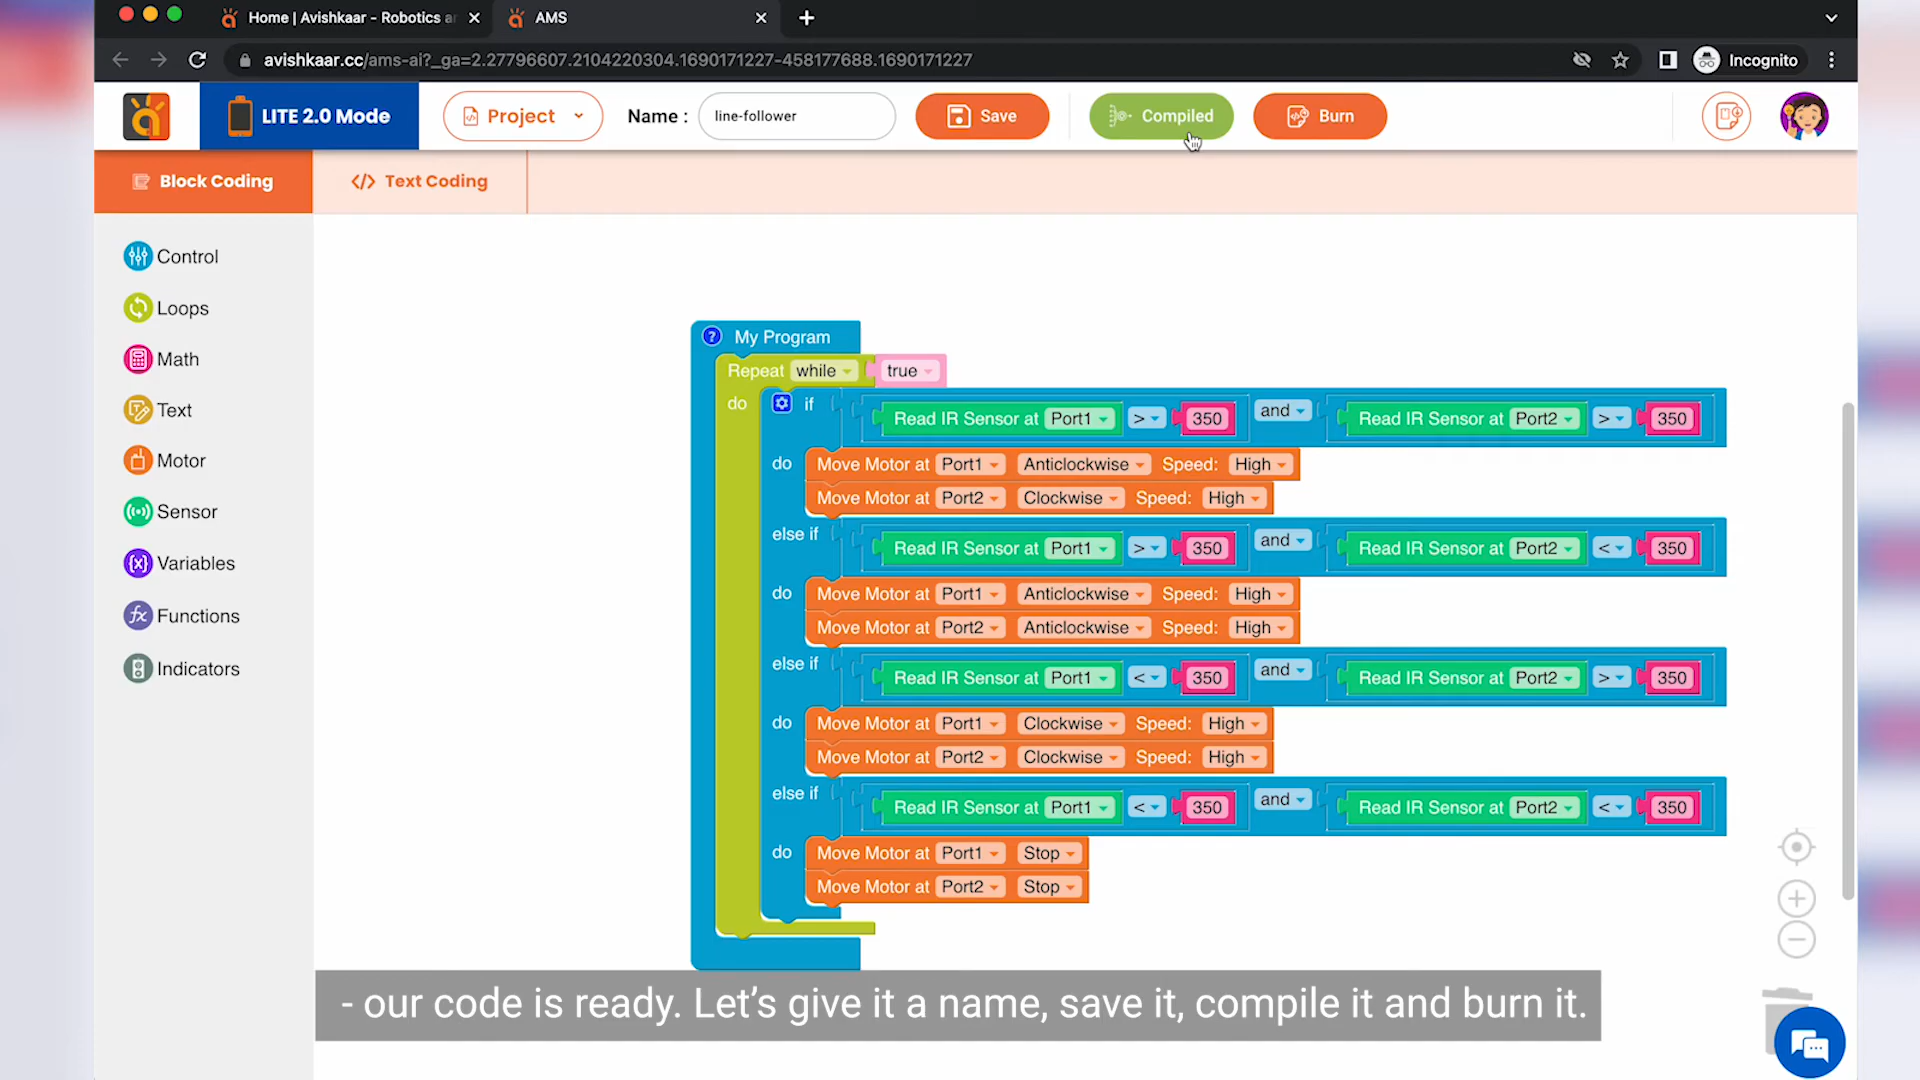 Home | Avishkaar - Robotics a
AMS
avishkaar.cc/ams-ai?_ga=2.27796607.2104220304.1690171227-458177688.1690171227
Incognito
LITE 2.0 Mode
Project
Name :
line-follower
Save
Compiled
Burn
Block Coding
</> Text Coding
Control
Loops
Math
Text
Motor
Sensor
Variables
Functions
Indicators
? My Program
Repeat while true
do if Read IR Sensor at Port1 > 350 and Read IR Sensor at Port2 > 350
do Move Motor at Port1 Anticlockwise Speed: High
Move Motor at Port2 Clockwise Speed: High
else if Read IR Sensor at Port1 > 350 and Read IR Sensor at Port2 < 350
do Move Motor at Port1 Anticlockwise Speed: High
Move Motor at Port2 Anticlockwise Speed: High
else if Read IR Sensor at Port1 < 350 and Read IR Sensor at Port2 > 350
do Move Motor at Port1 Clockwise Speed: High
Move Motor at Port2 Clockwise Speed: High
else if Read IR Sensor at Port1 < 350 and Read IR Sensor at Port2 < 350
do Move Motor at Port1 Stop
Move Motor at Port2 Stop
- our code is ready. Let's give it a name, save it, compile it and burn it.